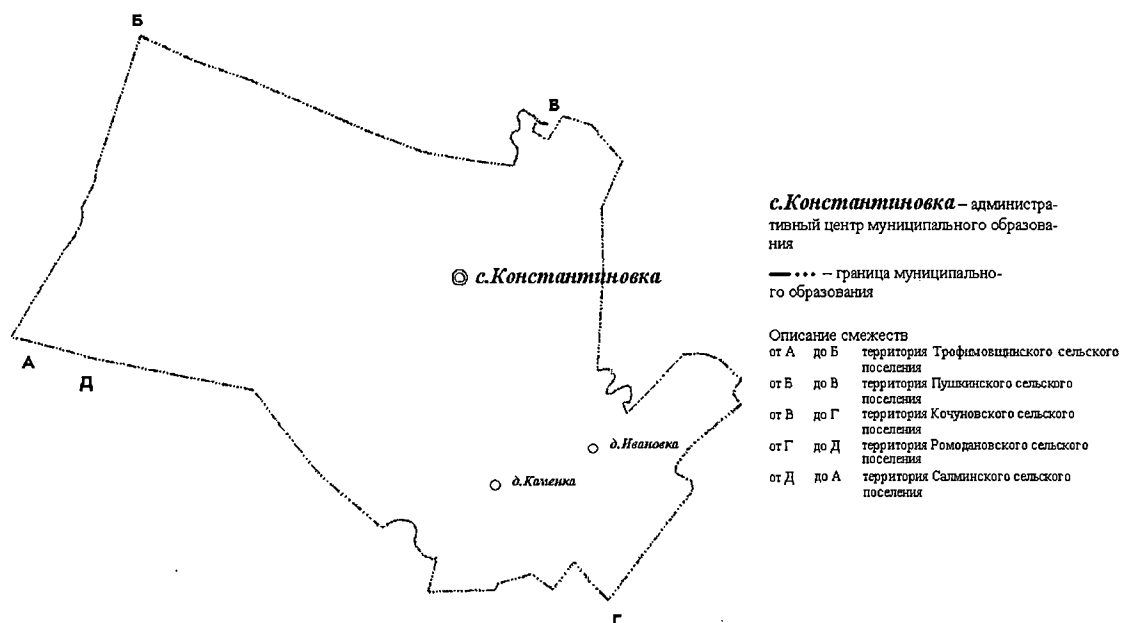 Б
В
с.Константиновка – администра-
тивный центр муниципального образова-
ния
с.Константиновка
– граница муниципально-
го образования
А
Д
Описание смежеств
от А до Б территория Трофимовщинского сельского
поселения
от Б до В территория Пушкинского сельского
поселения
от В до Г территория Кочуновского сельского
поселения
от Г до Д территория Ромодановского сельского
поселения
от Д до А территория Салминского сельского
поселения
д.Ивановка
д.Каменка
Г